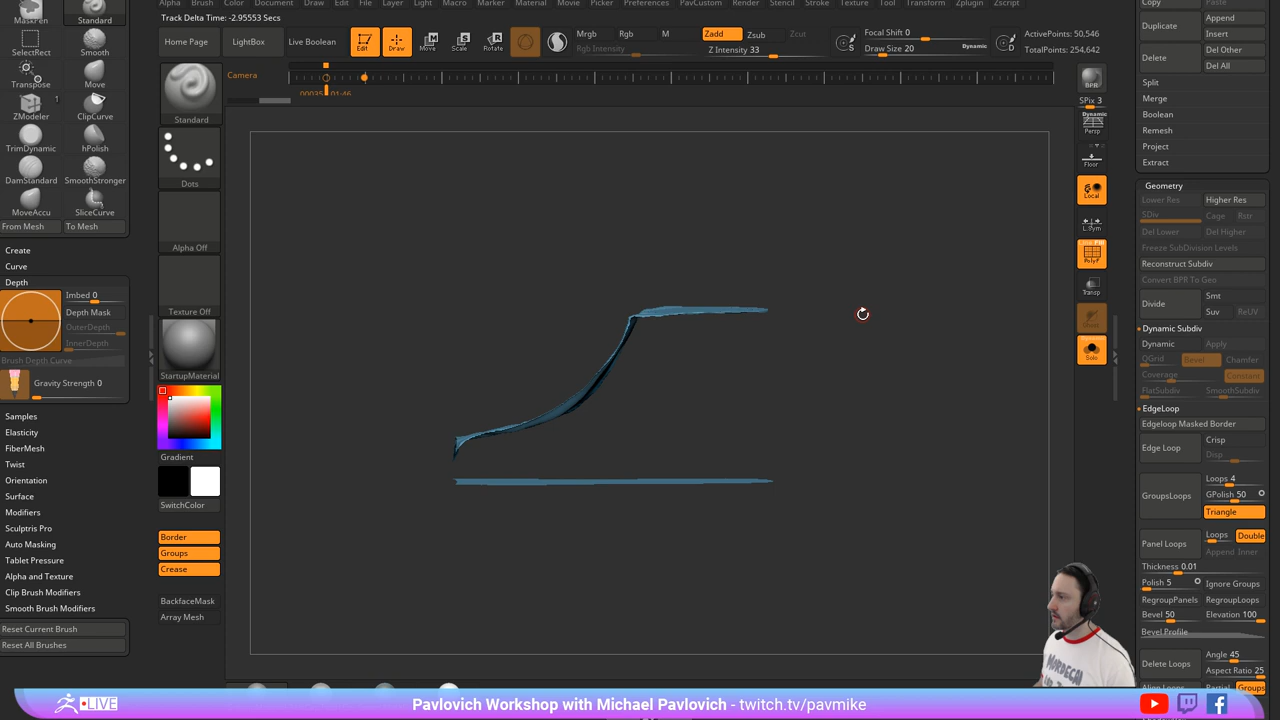 Alpha Brush Color Document Draw Edit File Layer Light Macro Marker Material Movie Picker Preferences PavCustom Render Stencil Stroke Texture Tool Transform Zplugin Zscript
Track Delta Time: -2.95553 Secs
MaskPen
Standard
SelectRect
Smooth
Transpose
Move
ZModeler
1
ClipCurve
TrimDynamic
hPolish
DamStandard
SmoothStronger
MoveAccu
SliceCurve
From Mesh
To Mesh
Create
Curve
Depth
Imbed 0
Depth Mask
OuterDepth
InnerDepth
Brush Depth Curve
Gravity Strength 0
Samples
Elasticity
FiberMesh
Twist
Orientation
Surface
Modifiers
Sculptris Pro
Auto Masking
Tablet Pressure
Alpha and Texture
Clip Brush Modifiers
Smooth Brush Modifiers
Reset Current Brush
Reset All Brushes
Home Page
LightBox
Live Boolean
Edit
Draw
Move
Scale
Rotate
Mrgb
Rgb
M
Rgb Intensity
Zadd
Zsub
Zcut
Z Intensity 33
Focal Shift 0
Draw Size 20
Dynamic
S
D
ActivePoints: 50,546
TotalPoints: 254,642
Camera
Standard
Dots
Alpha Off
Texture Off
StartupMaterial
Gradient
SwitchColor
Border
Groups
Crease
BackfaceMask
Array Mesh
BPR
SPix 3
Dynamic
Persp
Floor
Local
L.Sym
Line Fill
PolyF
Transp
Ghost
Solo
Copy
Paste
Duplicate
Append
Insert
Delete
Del Other
Del All
Split
Merge
Boolean
Remesh
Project
Extract
Geometry
Lower Res
Higher Res
SDiv
Cage
Rstr
Del Lower
Del Higher
Freeze SubDivision Levels
Reconstruct Subdiv
Convert BPR To Geo
Divide
Smt
Suv
ReUV
Dynamic Subdiv
Dynamic
Apply
QGrid
Bevel
Chamfer
Coverage
Constant
FlatSubdiv
SmoothSubdiv
EdgeLoop
Edgeloop Masked Border
Edge Loop
Crisp
Disp
GroupsLoops
Loops 4
GPolish 50
Triangle
Panel Loops
Loops
Double
Append
Inner
Thickness 0.01
Polish 5
Ignore Groups
RegroupPanels
RegroupLoops
Bevel 50
Elevation 100
Bevel Profile
Delete Loops
Angle 45
Aspect Ratio 25
Align Loops
Partial
Groups
LIVE
Pavlovich Workshop with Michael Pavlovich - twitch.tv/pavmike